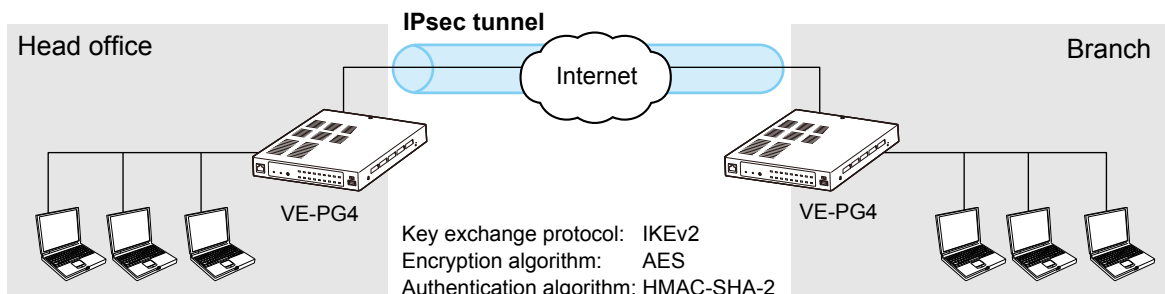 IPsec tunnel
Head office
Internet
Branch
VE-PG4
VE-PG4
Key exchange protocol: IKEv2
Encryption algorithm: AES
Authentication algorithm: HMAC-SHA-2